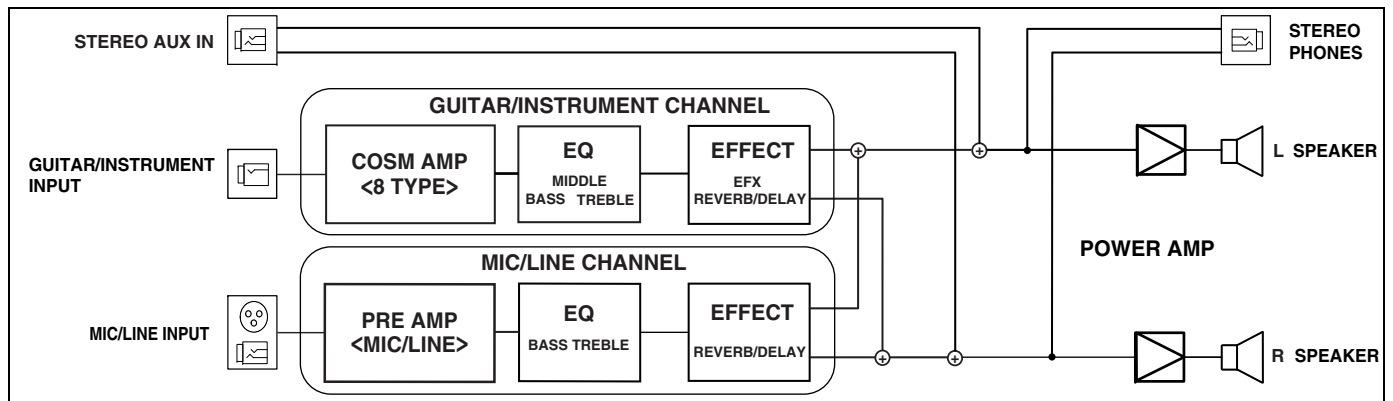 STEREO AUX IN
STEREO
PHONES
GUITAR/INSTRUMENT CHANNEL
GUITAR/INSTRUMENT
INPUT
COSM AMP
<8 TYPE>
EQ
MIDDLE
BASS TREBLE
EFFECT
EFX
REVERB/DELAY
L SPEAKER
POWER AMP
MIC/LINE CHANNEL
MIC/LINE INPUT
PRE AMP
<MIC/LINE>
EQ
BASS TREBLE
EFFECT
REVERB/DELAY
R SPEAKER